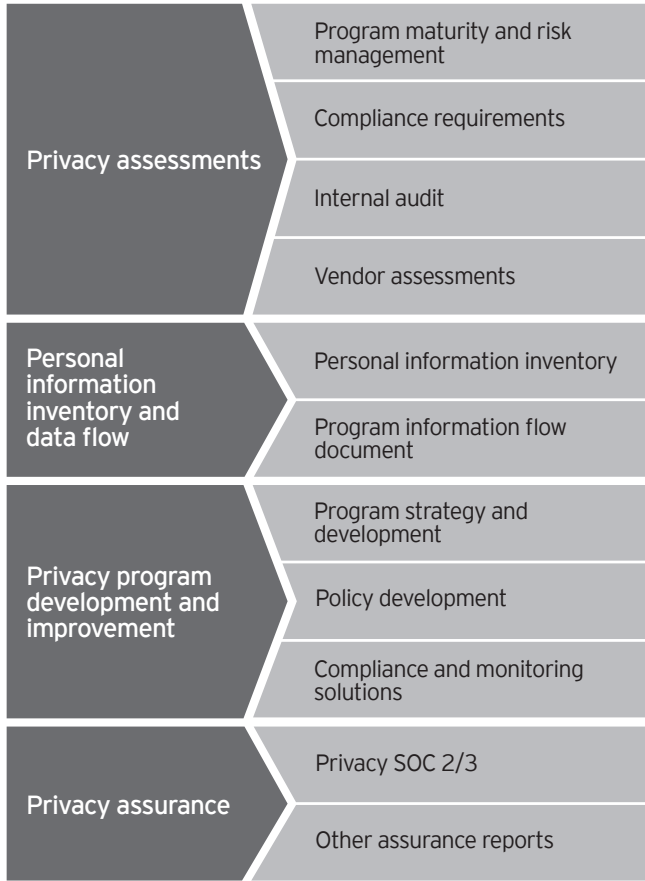 Privacy assessments
Program maturity and risk
management
Compliance requirements
Internal audit
Vendor assessments
Personal
information
inventory and
data flow
Personal information inventory
Program information flow
document
Privacy program
development and
improvement
Program strategy and
development
Policy development
Compliance and monitoring
solutions
Privacy assurance
Privacy SOC 2/3
Other assurance reports